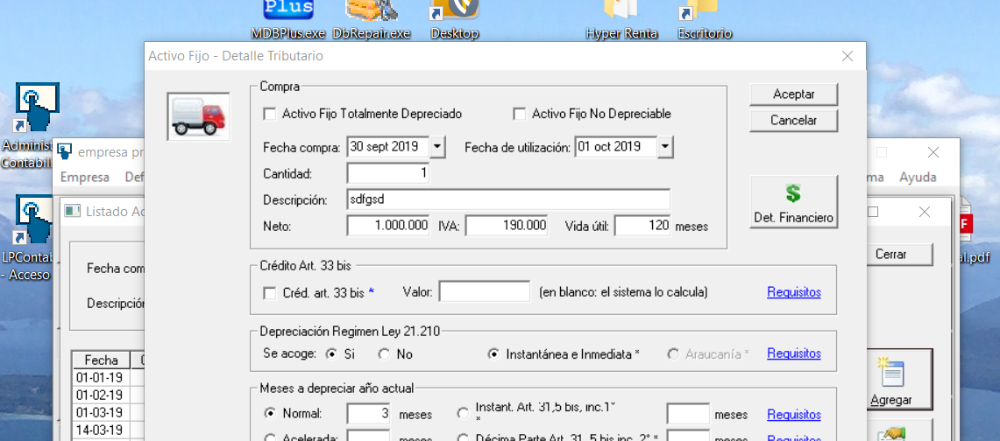 Plus
MDBPlus.exe DbRepair.exe Desktop Hyper Renta Escritorio
Activo Fijo - Detalle Tributario
Compra
Activo Fijo Totalmente Depreciado Activo Fijo No Depreciable
Aceptar
Cancelar
Fecha compra: 30 sept 2019 Fecha de utilización: 01 oct 2019
Cantidad: 1
Descripción: sdfgsd
Neto: 1.000.000 IVA: 190.000 Vida útil: 120 meses
$
Det. Financiero
Crédito Art. 33 bis
Créd. art. 33 bis * Valor: (en blanco: el sistema lo calcula) Requisitos
Depreciación Regimen Ley 21.210
Se acoge: Si No Instantánea e Inmediata * Araucanía * Requisitos
Meses a depreciar año actual
Normal: 3 meses Instant. Art. 31,5 bis, inc.1° * meses Requisitos
Acelerada: meses Décima Parte Art. 31, 5 bis inc. 2° * meses Requisitos
Administ
Contabil
LPContab
- Acceso
empresa pr
Empresa Def ma Ayuda
Listado Ac
Fecha com
Descripción
Cerrar
al.pdf
Fecha
01-01-19
01-02-19
01-03-19
14-03-19
Agregar